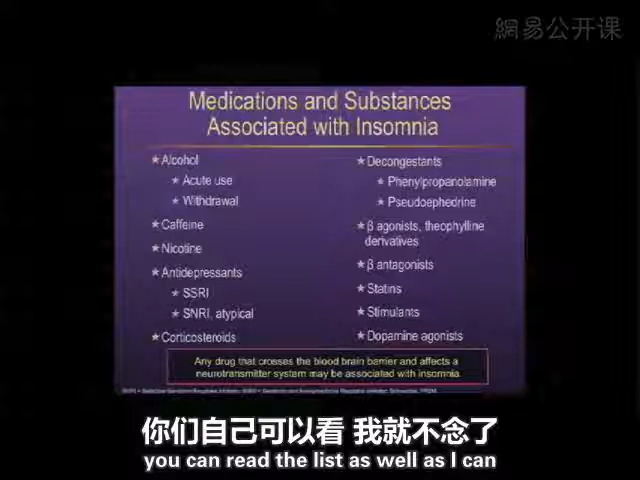 網易公开课
Medications and Substances
Associated with Insomnia
★ Alcohol
★ Acute use
★ Withdrawal
★ Caffeine
★ Nicotine
★ Antidepressants
★ SSRI
★ SNRI, atypical
★ Corticosteroids
★ Decongestants
★ Phenylpropanolamine
★ Pseudoephedrine
★ β agonists, theophylline
derivatives
★ β antagonists
★ Statins
★ Stimulants
★ Dopamine agonists
Any drug that crosses the blood brain barrier and affects a
neurotransmitter system may be associated with insomnia
你们自己可以看 我就不念了
you can read the list as well as I can